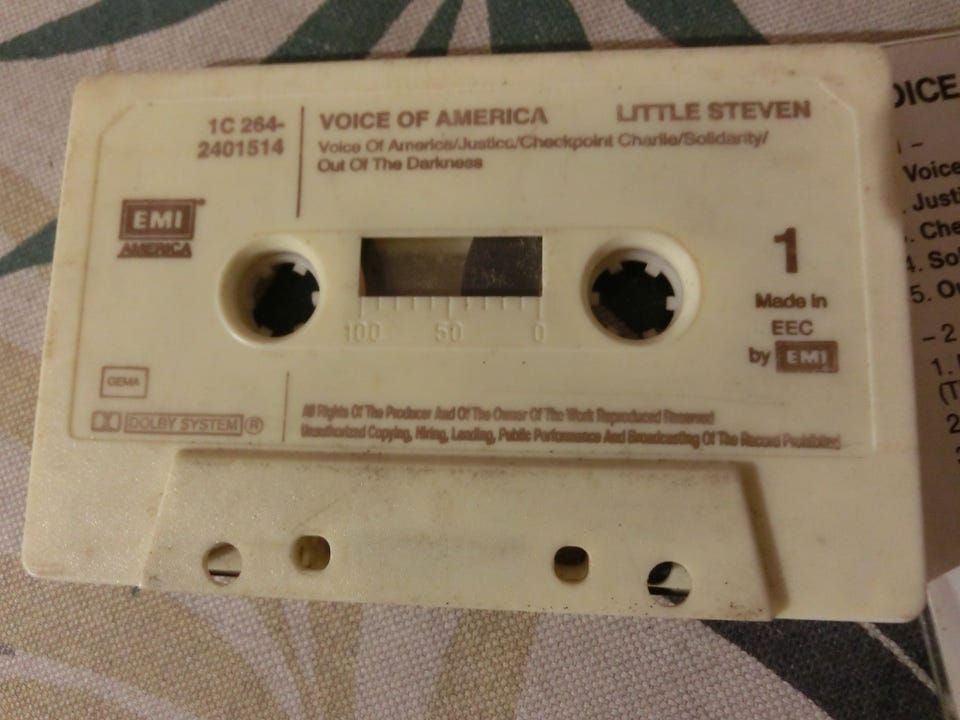 1C 264-
2401514
VOICE OF AMERICA
LITTLE STEVEN
Voice Of America/Justice/Checkpoint Charlie/Solidarity/
Out Of The Darkness
EMI
AMERICA
1
Made in
EEC
by EMI
100 50 0
GEMA
DOLBY SYSTEM ®
All Rights Of The Producer And Of The Owner Of The Work Reproduced Reserved
Unauthorized Copying, Hiring, Lending, Public Performance And Broadcasting Of The Record Prohibited
OICE
Voice
Justi
Che
4. So
5. Ou
– 2
1.
(T
2